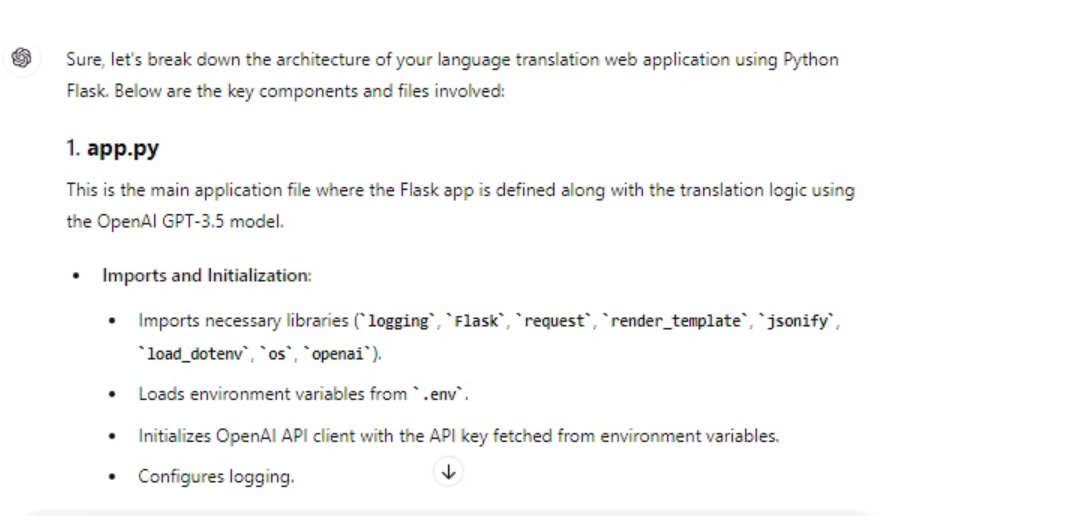 Sure, let's break down the architecture of your language translation web application using Python
Flask. Below are the key components and files involved:
1. app.py
This is the main application file where the Flask app is defined along with the translation logic using
the OpenAI GPT-3.5 model.
• Imports and Initialization:
• Imports necessary libraries (`logging`, `Flask`, `request`, `render_template`, `jsonify`,
`load_dotenv`, `os`, `openai`).
• Loads environment variables from `.env`.
• Initializes OpenAI API client with the API key fetched from environment variables.
• Configures logging.